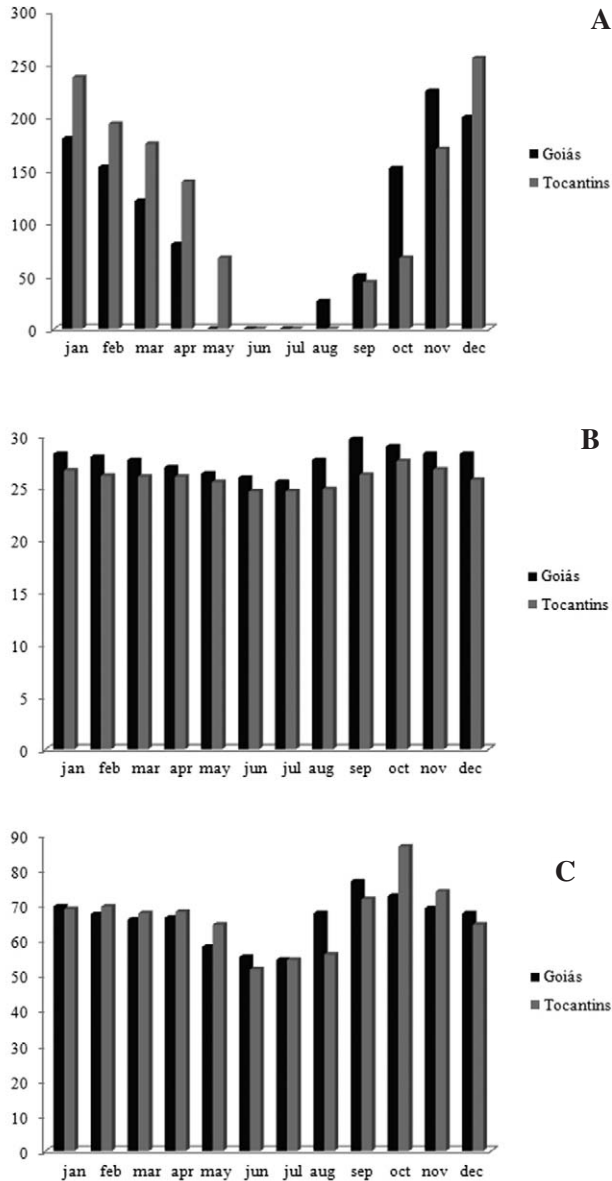 A
300
250
200
150
100
50
0
jan feb mar apr may jun jul aug sep oct nov dec
Goiás
Tocantins
B
30
25
20
15
10
5
0
jan feb mar apr may jun jul aug sep oct nov dec
Goiás
Tocantins
C
90
80
70
60
50
40
30
20
10
0
jan feb mar apr may jun jul aug sep oct nov dec
Goiás
Tocantins